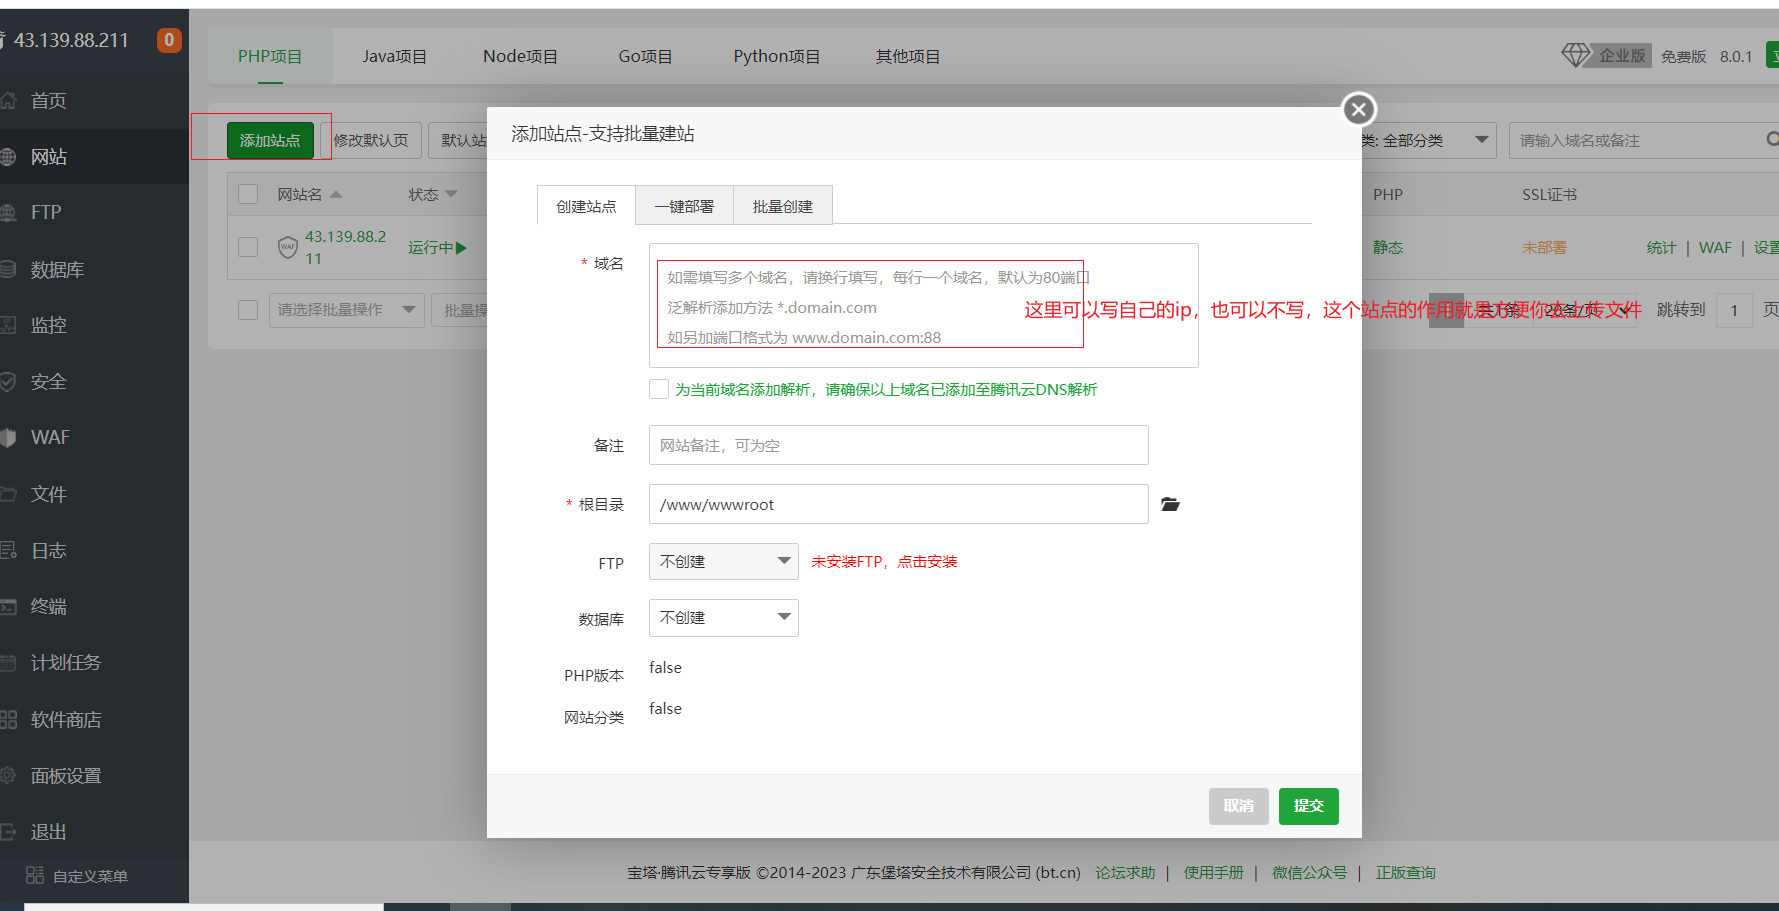 43.139.88.211 0
首页
网站
FTP
数据库
监控
安全
WAF
文件
日志
终端
计划任务
软件商店
面板设置
退出
自定义菜单
PHP项目 Java项目 Node项目 Go项目 Python项目 其他项目
企业版 免费版 8.0.1
添加站点 修改默认页 默认站
类: 全部分类 请输入域名或备注
网站名 状态 PHP SSL证书
WAF 43.139.88.2
11
运行中 静态 未部署 统计 | WAF | 设置
请选择批量操作 批量操
共1条 20条/页 跳转到 1 页
添加站点-支持批量建站
创建站点 一键部署 批量创建
* 域名
如需填写多个域名，请换行填写，每行一个域名，默认为80端口
泛解析添加方法 *.domain.com
如另加端口格式为 www.domain.com:88
这里可以写自己的ip，也可以不写，这个站点的作用就是方便你去上传文件
为当前域名添加解析，请确保以上域名已添加至腾讯云DNS解析
备注 网站备注，可为空
* 根目录 /www/wwwroot
FTP 不创建 未安装FTP，点击安装
数据库 不创建
PHP版本 false
网站分类 false
取消 提交
宝塔·腾讯云专享版 ©2014-2023 广东堡塔安全技术有限公司 (bt.cn) 论坛求助 | 使用手册 | 微信公众号 | 正版查询